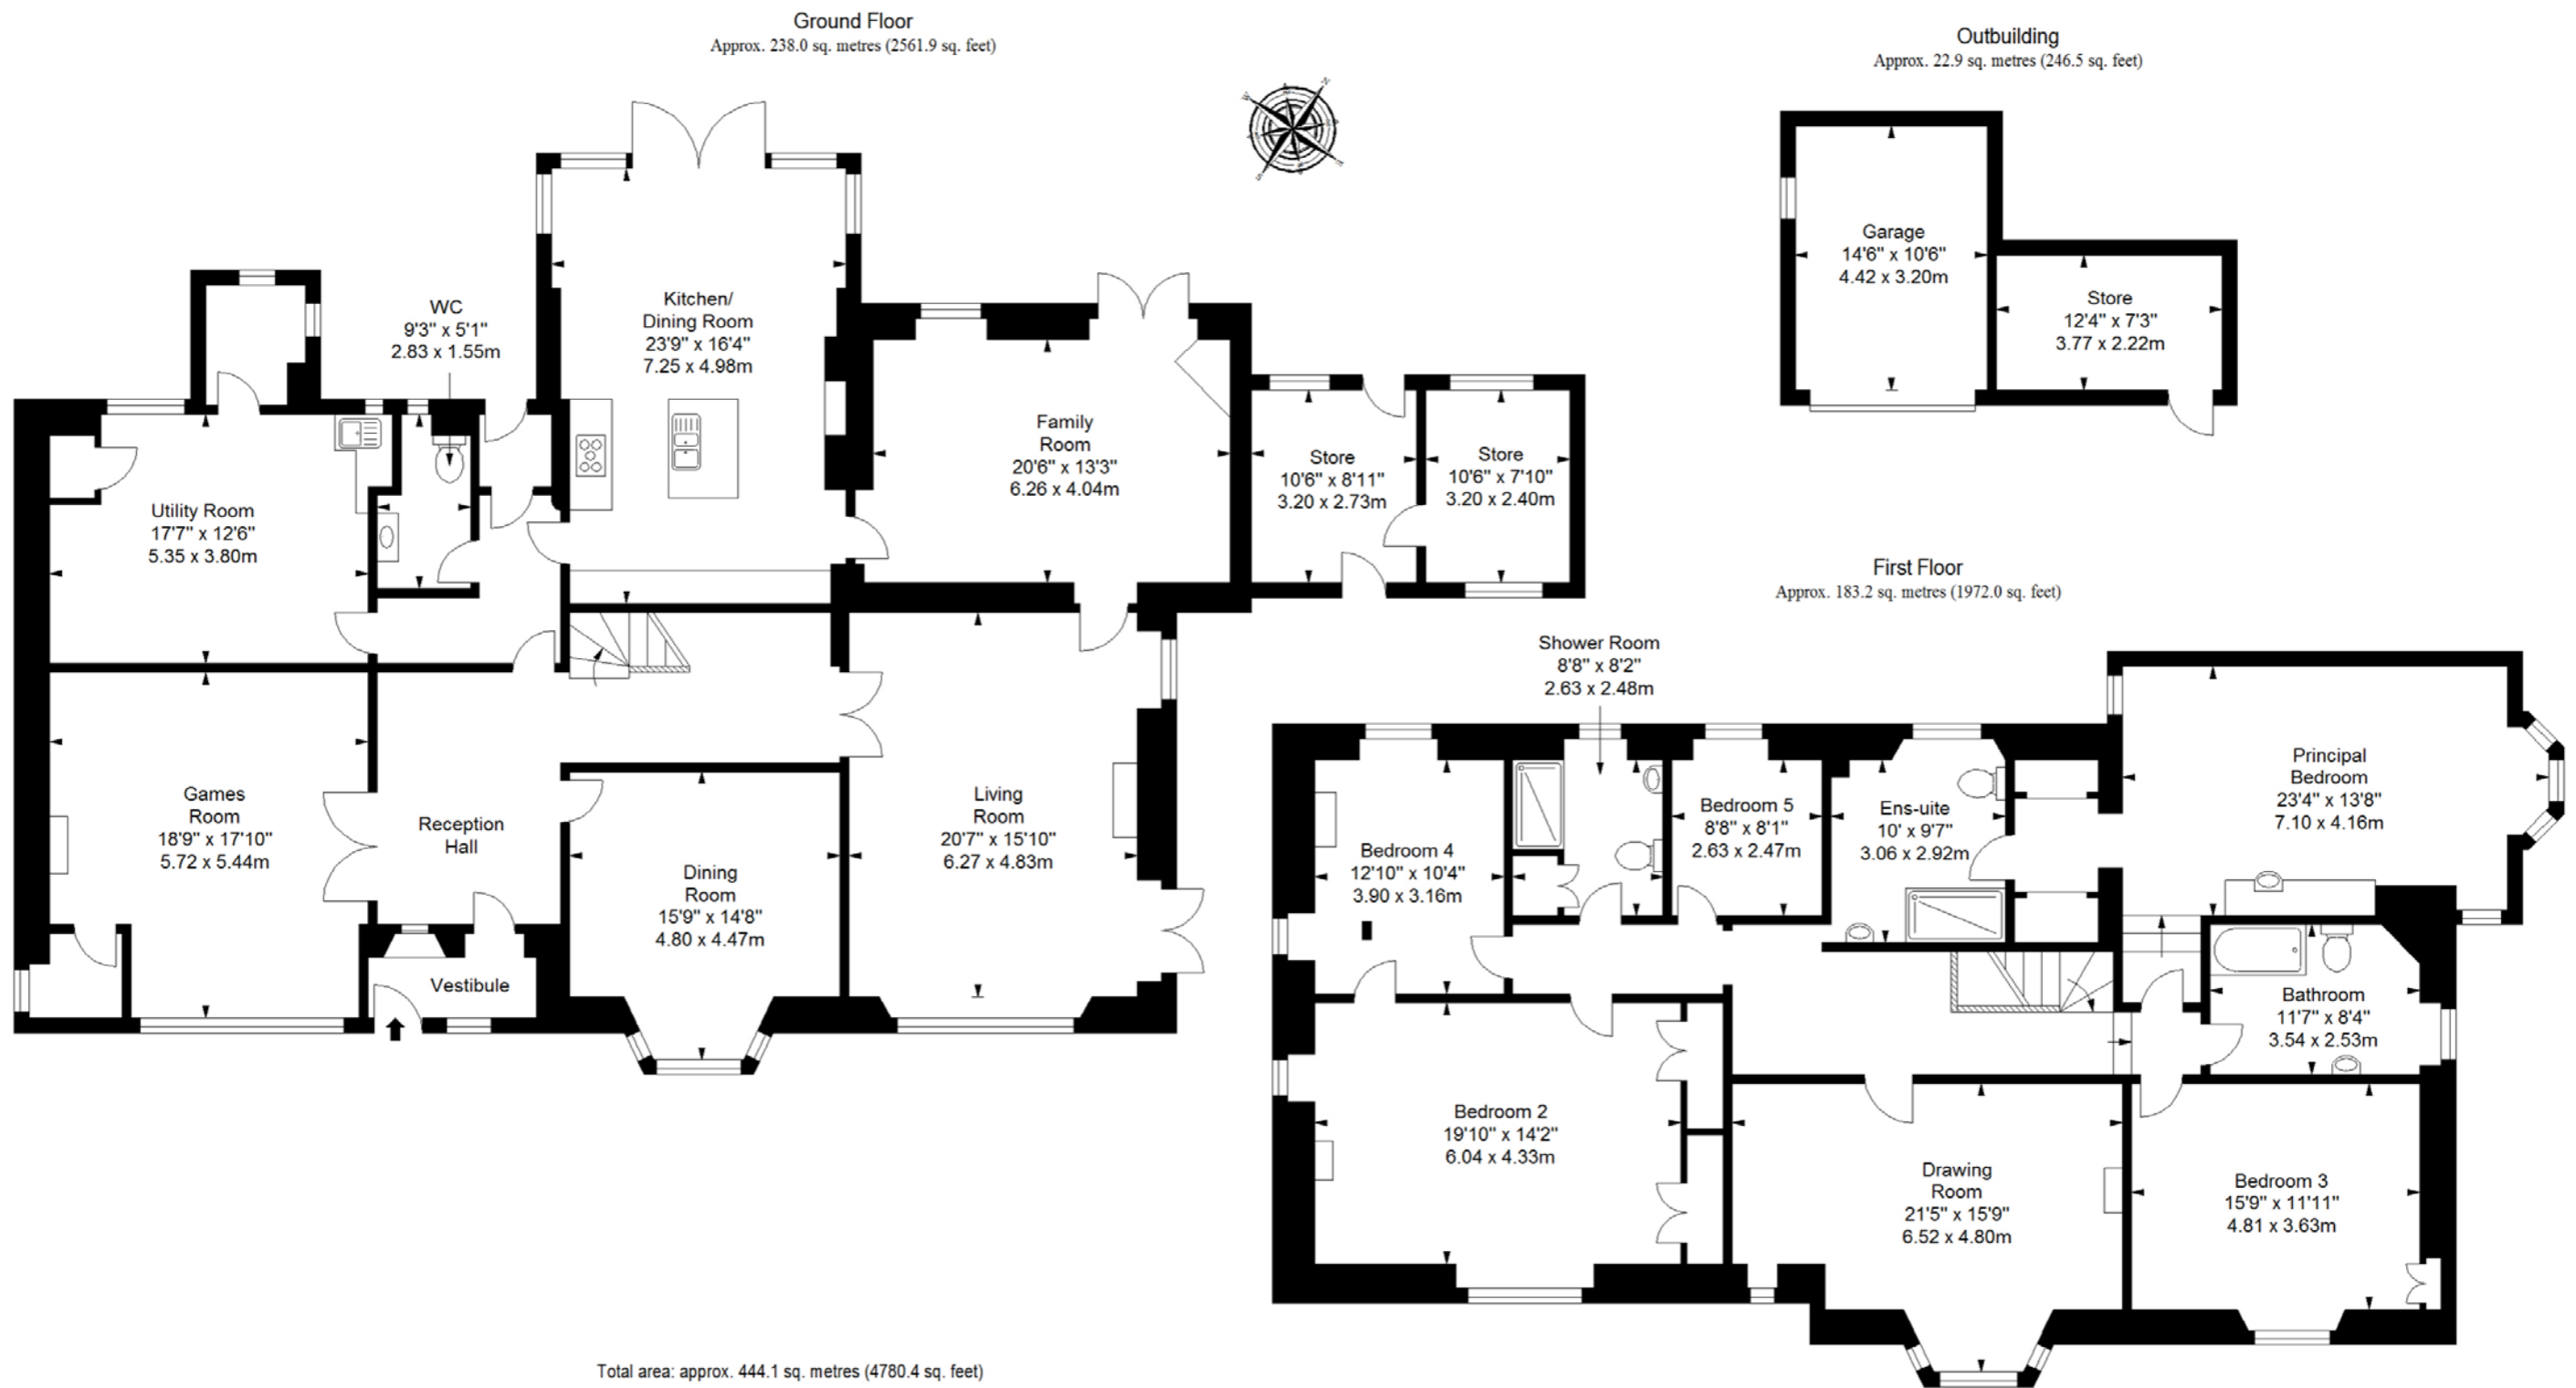 Ground Floor
Approx. 238.0 sq. metres (2561.9 sq. feet)
WC
9'3" x 5'1"
2.83 x 1.55m
Kitchen/
Dining Room
23'9" x 16'4"
7.25 x 4.98m
Family
Room
20'6" x 13'3"
6.26 x 4.04m
Store
10'6" x 8'11"
3.20 x 2.73m
Store
10'6" x 7'10"
3.20 x 2.40m
Utility Room
17'7" x 12'6"
5.35 x 3.80m
Games
Room
18'9" x 17'10"
5.72 x 5.44m
Reception
Hall
Vestibule
Dining
Room
15'9" x 14'8"
4.80 x 4.47m
Living
Room
20'7" x 15'10"
6.27 x 4.83m
N
E
S
W
Outbuilding
Approx. 22.9 sq. metres (246.5 sq. feet)
Garage
14'6" x 10'6"
4.42 x 3.20m
Store
12'4" x 7'3"
3.77 x 2.22m
First Floor
Approx. 183.2 sq. metres (1972.0 sq. feet)
Shower Room
8'8" x 8'2"
2.63 x 2.48m
Principal
Bedroom
23'4" x 13'8"
7.10 x 4.16m
Bedroom 4
12'10" x 10'4"
3.90 x 3.16m
Bedroom 5
8'8" x 8'1"
2.63 x 2.47m
Ens-uite
10' x 9'7"
3.06 x 2.92m
Bathroom
11'7" x 8'4"
3.54 x 2.53m
Bedroom 2
19'10" x 14'2"
6.04 x 4.33m
Drawing
Room
21'5" x 15'9"
6.52 x 4.80m
Bedroom 3
15'9" x 11'11"
4.81 x 3.63m
Total area: approx. 444.1 sq. metres (4780.4 sq. feet)